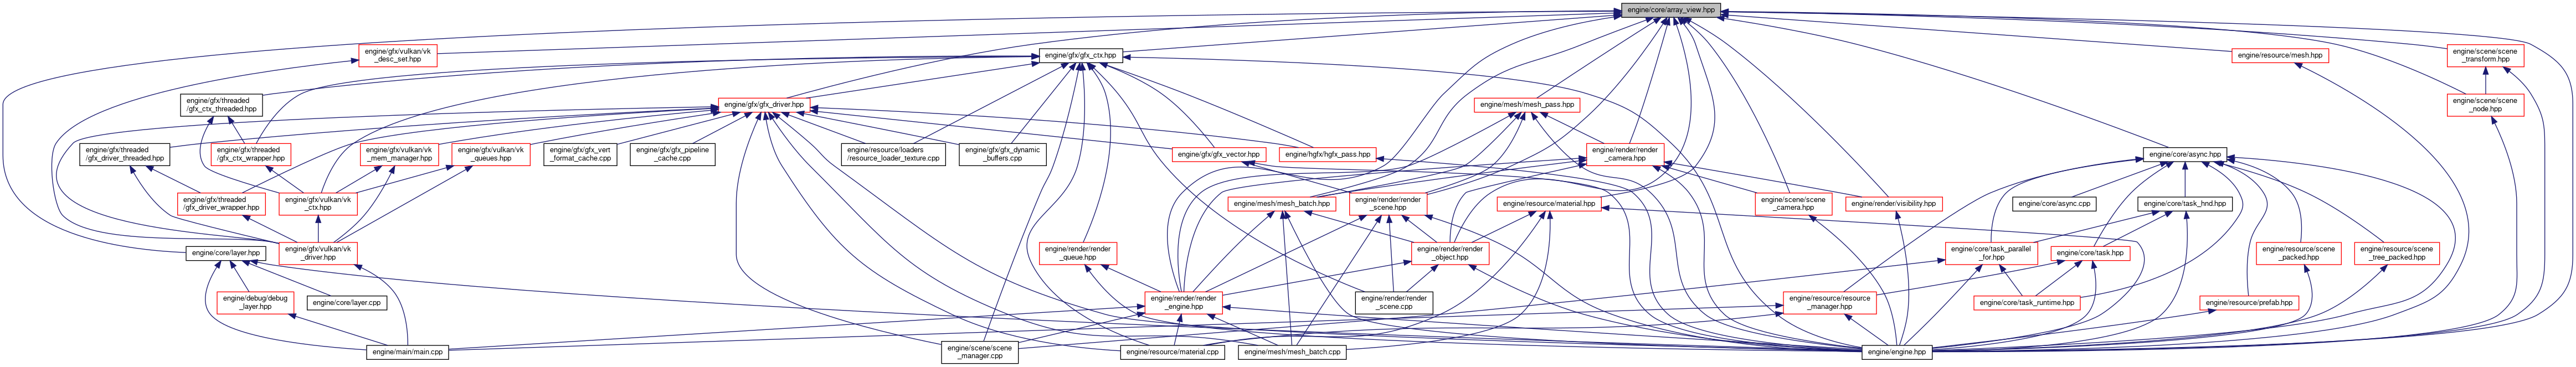 engine/core/array_view.hpp
engine/gfx/vulkan/vk
_desc_set.hpp
engine/gfx/gfx_ctx.hpp
engine/resource/mesh.hpp
engine/scene/scene
_transform.hpp
engine/gfx/threaded
/gfx_ctx_threaded.hpp
engine/gfx/gfx_driver.hpp
engine/mesh/mesh_pass.hpp
engine/scene/scene
_node.hpp
engine/gfx/threaded
/gfx_driver_threaded.hpp
engine/gfx/threaded
/gfx_ctx_wrapper.hpp
engine/gfx/vulkan/vk
_mem_manager.hpp
engine/gfx/vulkan/vk
_queues.hpp
engine/gfx/gfx_vert
_format_cache.cpp
engine/gfx/gfx_pipeline
_cache.cpp
engine/resource/loaders
/resource_loader_texture.cpp
engine/gfx/gfx_dynamic
_buffers.cpp
engine/gfx/gfx_vector.hpp
engine/hgfx/hgfx_pass.hpp
engine/render/render
_camera.hpp
engine/core/async.hpp
engine/gfx/threaded
/gfx_driver_wrapper.hpp
engine/gfx/vulkan/vk
_ctx.hpp
engine/mesh/mesh_batch.hpp
engine/render/render
_scene.hpp
engine/resource/material.hpp
engine/scene/scene
_camera.hpp
engine/render/visibility.hpp
engine/core/async.cpp
engine/core/task_hnd.hpp
engine/core/layer.hpp
engine/gfx/vulkan/vk
_driver.hpp
engine/render/render
_queue.hpp
engine/render/render
_object.hpp
engine/core/task_parallel
_for.hpp
engine/core/task.hpp
engine/resource/scene
_packed.hpp
engine/resource/scene
_tree_packed.hpp
engine/debug/debug
_layer.hpp
engine/core/layer.cpp
engine/render/render
_engine.hpp
engine/render/render
_scene.cpp
engine/resource/resource
_manager.hpp
engine/core/task_runtime.hpp
engine/resource/prefab.hpp
engine/main/main.cpp
engine/scene/scene
_manager.cpp
engine/resource/material.cpp
engine/mesh/mesh_batch.cpp
engine/engine.hpp